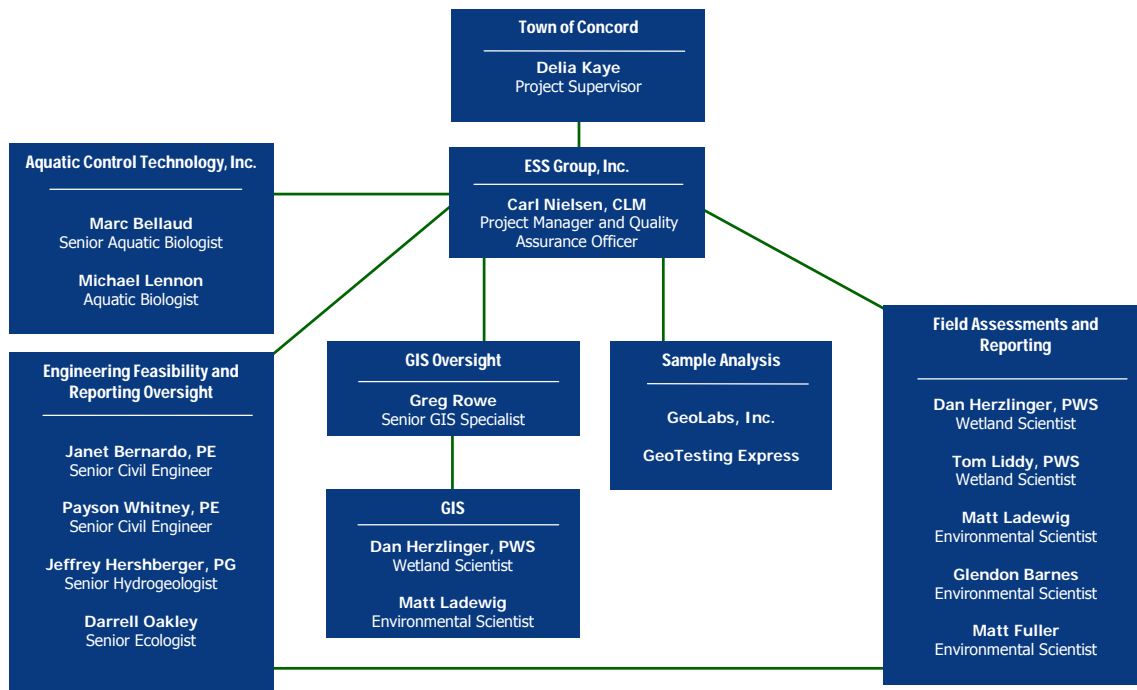 Town of Concord
Delia Kaye
Project Supervisor
Aquatic Control Technology, Inc.
Marc Bellaud
Senior Aquatic Biologist
Michael Lennon
Aquatic Biologist
ESS Group, Inc.
Carl Nielsen, CLM
Project Manager and Quality
Assurance Officer
Engineering Feasibility and
Reporting Oversight
Janet Bernardo, PE
Senior Civil Engineer
Payson Whitney, PE
Senior Civil Engineer
Jeffrey Hershberger, PG
Senior Hydrogeologist
Darrell Oakley
Senior Ecologist
GIS Oversight
Greg Rowe
Senior GIS Specialist
GIS
Dan Herzlinger, PWS
Wetland Scientist
Matt Ladewig
Environmental Scientist
Sample Analysis
GeoLabs, Inc.
GeoTesting Express
Field Assessments and
Reporting
Dan Herzlinger, PWS
Wetland Scientist
Tom Liddy, PWS
Wetland Scientist
Matt Ladewig
Environmental Scientist
Glendon Barnes
Environmental Scientist
Matt Fuller
Environmental Scientist